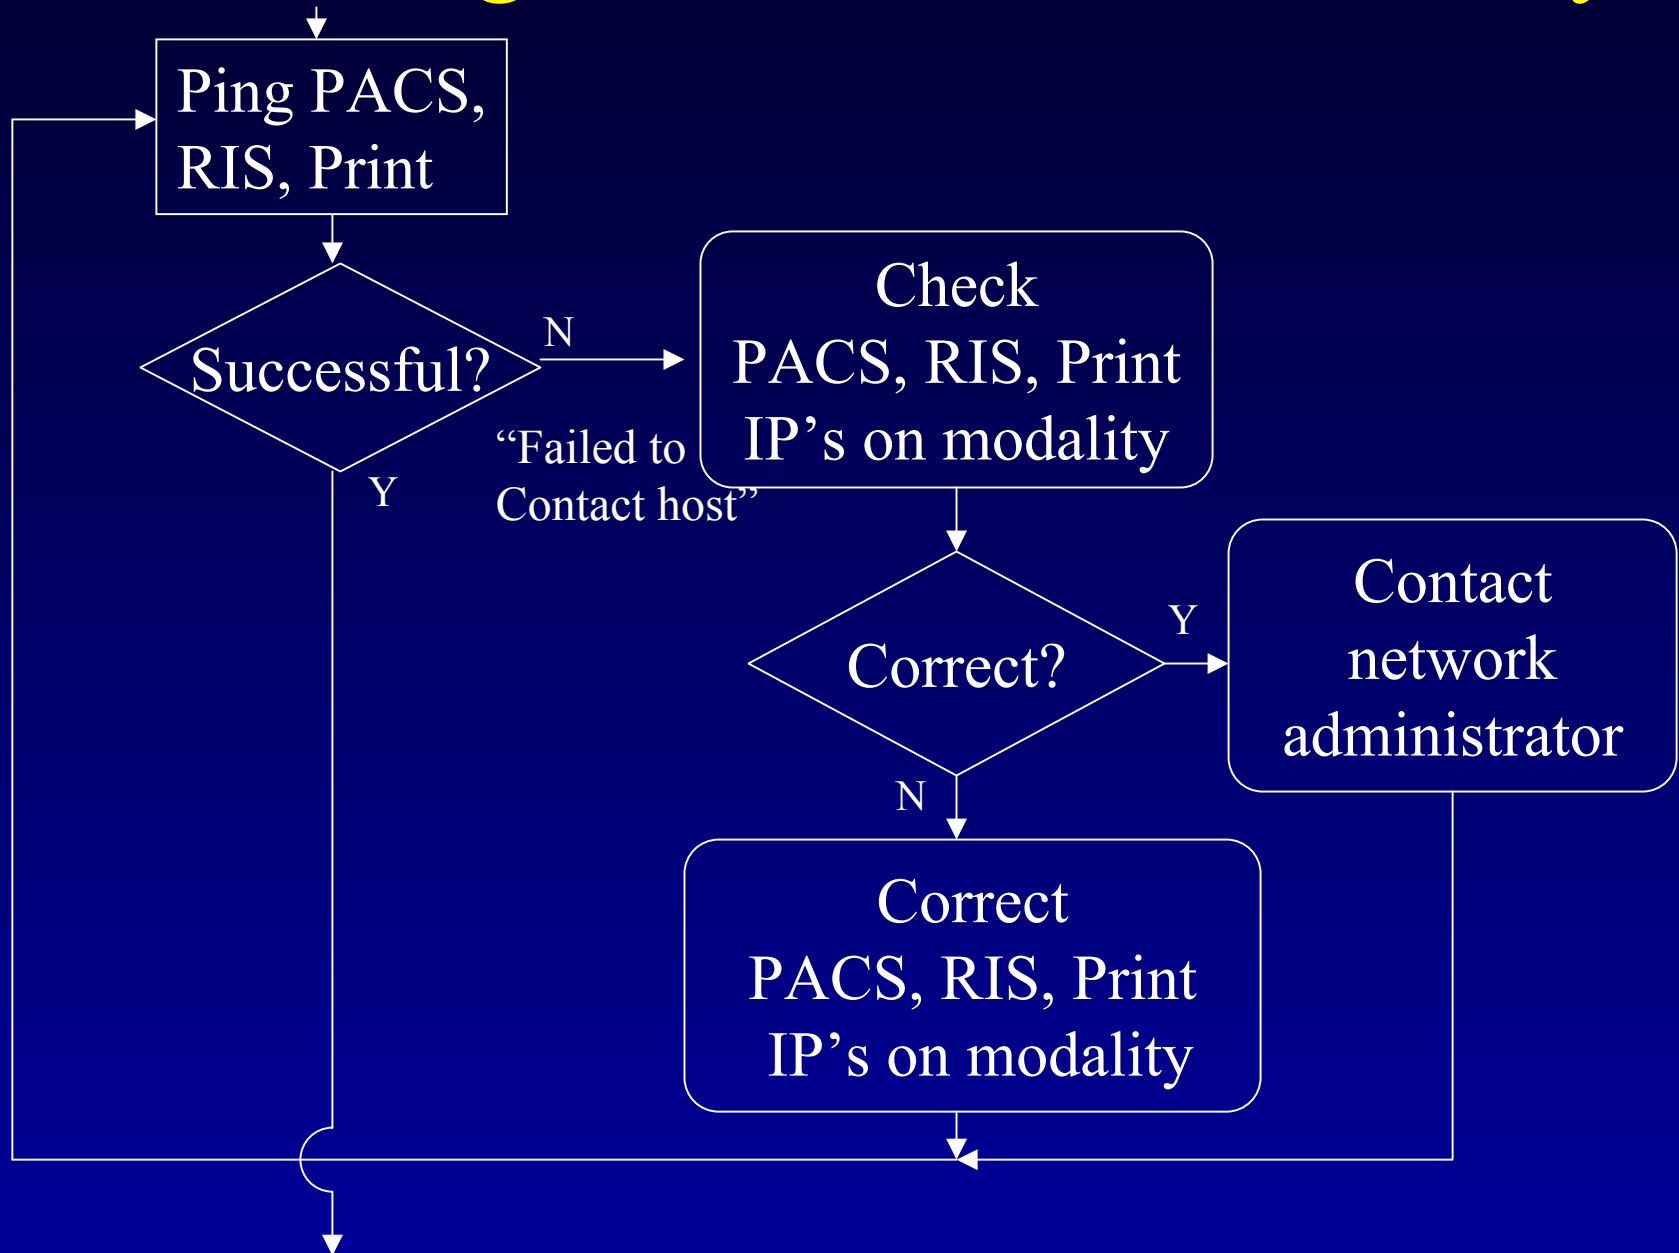 Ping PACS,
RIS, Print
Successful?
N
Y
“Failed to
Contact host”
Check
PACS, RIS, Print
IP’s on modality
Correct?
Y
N
Contact
network
administrator
Correct
PACS, RIS, Print
IP’s on modality